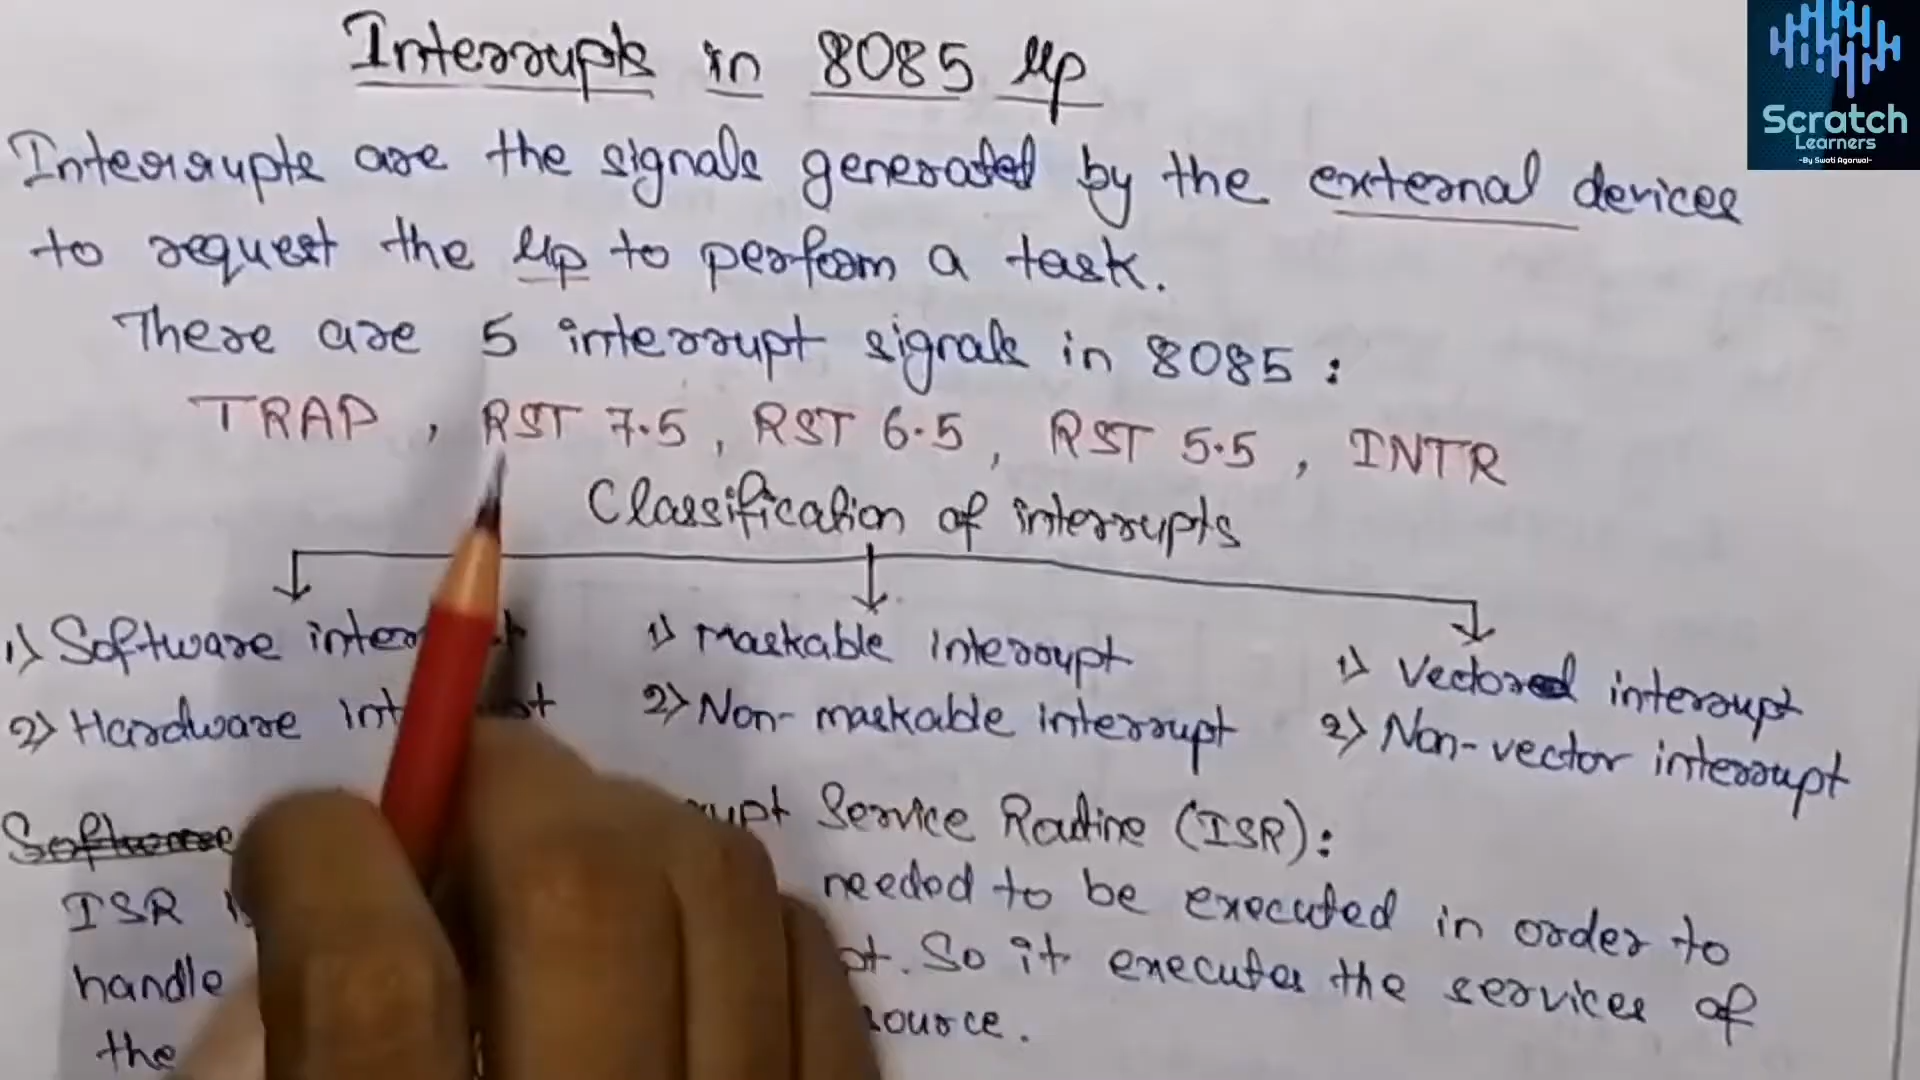 Interrupts in 8085 μp
Scratch
Learners
-By Swati Agarwal-
Interrupts are the signals generated by the external devices
to request the μp to perform a task.
There are 5 interrupt signals in 8085 :
TRAP , RST 7.5 , RST 6.5 , RST 5.5 , INTR
Classification of interrupts
1) Software
2) Hardware
1) Maskable interrupt
2) Non-maskable interrupt
1) Vectored interrupt
2) Non-vector interrupt
Service Routine (ISR) :
ISR needed to be executed in order to
handle So it executes the services of
the source.